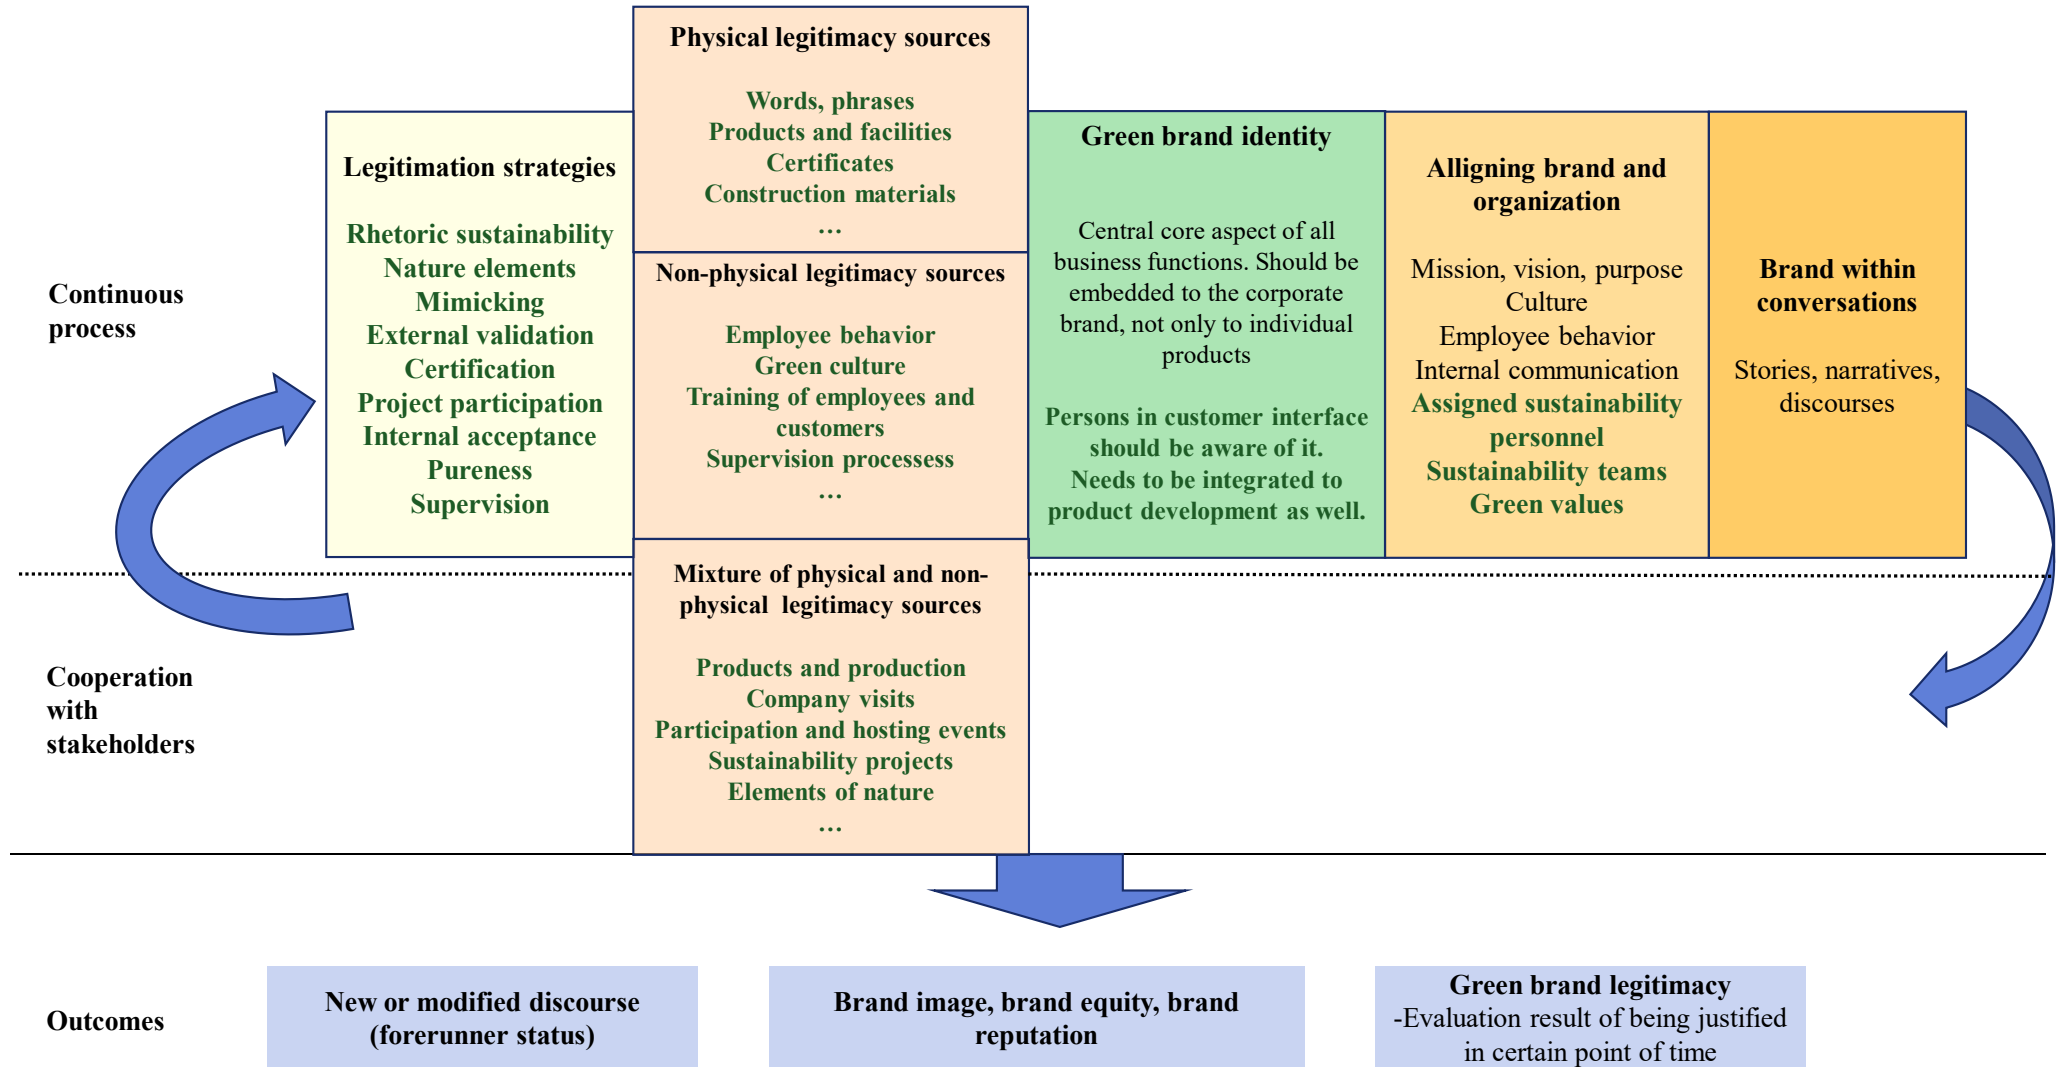 Continuous
process
Legitimation strategies
Rhetoric sustainability
Nature elements
Mimicking
External validation
Certification
Project participation
Internal acceptance
Pureness
Supervision
Physical legitimacy sources
Words, phrases
Products and facilities
Certificates
Construction materials
…
Non-physical legitimacy sources
Employee behavior
Green culture
Training of employees and
customers
Supervision processess
…
Mixture of physical and non-
physical legitimacy sources
Products and production
Company visits
Participation and hosting events
Sustainability projects
Elements of nature
…
Green brand identity
Central core aspect of all
business functions. Should be
embedded to the corporate
brand, not only to individual
products
Persons in customer interface
should be aware of it.
Needs to be integrated to
product development as well.
Alligning brand and
organization
Mission, vision, purpose
Culture
Employee behavior
Internal communication
Assigned sustainability
personnel
Sustainability teams
Green values
Brand within
conversations
Stories, narratives,
discourses
Cooperation
with
stakeholders
Outcomes
New or modified discourse
(forerunner status)
Brand image, brand equity, brand
reputation
Green brand legitimacy
-Evaluation result of being justified
in certain point of time